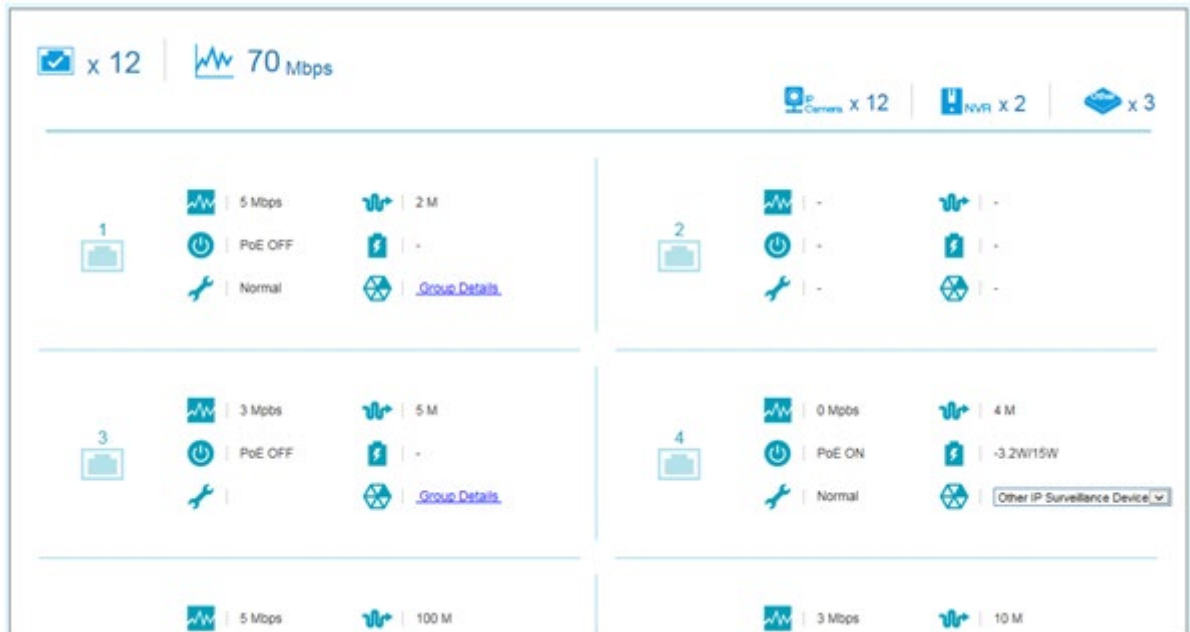 x 12 70 Mbps
IP Camera x 12 NVR x 2 Other x 3
1
5 Mbps 2 M
PoE OFF -
Normal Group Details
2
- -
- -
- -
3
3 Mpbs 5 M
PoE OFF -
Group Details
4
0 Mpbs 4 M
PoE ON -3.2W/15W
Normal Other IP Surveillance Device
5 Mbps 100 M
3 Mbps 10 M